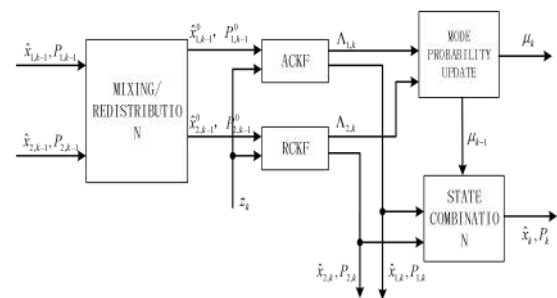 x̂₁,ₖ₋₁, P₁,ₖ₋₁
x̂₂,ₖ₋₁, P₂,ₖ₋₁
MIXING/
REDISTRIBUTIO
N
x̂⁰₁,ₖ₋₁, P⁰₁,ₖ₋₁
x̂⁰₂,ₖ₋₁, P⁰₂,ₖ₋₁
ACKF
RCKF
zₖ
Λ₁,ₖ
Λ₂,ₖ
MODE
PROBABILITY
UPDATE
μₖ
μₖ₋₁
STATE
COMBINATIO
N
x̂ₖ, Pₖ
x̂₂,ₖ, P₂,ₖ
x̂₁,ₖ, P₁,ₖ